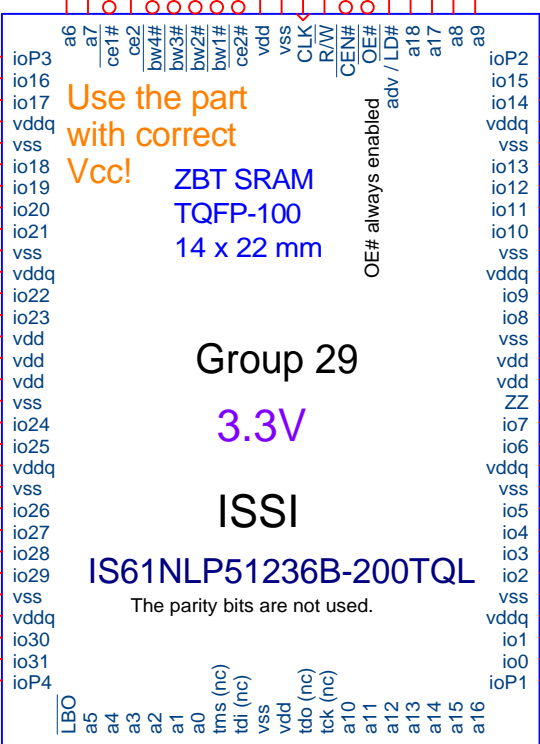 a6
a7
ce1#
ce2
bw4#
bw3#
bw2#
bw1#
ce2#
vdd
vss
CLK
R/W
CEN#
OE#
adv / LD#
a18
a17
a8
a9
ioP3
io16
io17
vddq
vss
io18
io19
io20
io21
vss
vddq
io22
io23
vdd
vdd
vdd
vss
io24
io25
vddq
vss
io26
io27
io28
io29
vss
vddq
io30
io31
ioP4
Use the part
with correct
Vcc!
ZBT SRAM
TQFP-100
14 x 22 mm
OE# always enabled
Group 29
3.3V
ISSI
IS61NLP51236B-200TQL
The parity bits are not used.
ioP2
io15
io14
vddq
vss
io13
io12
io11
io10
vss
vddq
io9
io8
vss
vdd
vdd
ZZ
io7
io6
vddq
vss
io5
io4
io3
io2
vss
vddq
io1
io0
ioP1
LBO
a5
a4
a3
a2
a1
a0
tms (nc)
tdi (nc)
vss
vdd
tdo (nc)
tck (nc)
a10
a11
a12
a13
a14
a15
a16